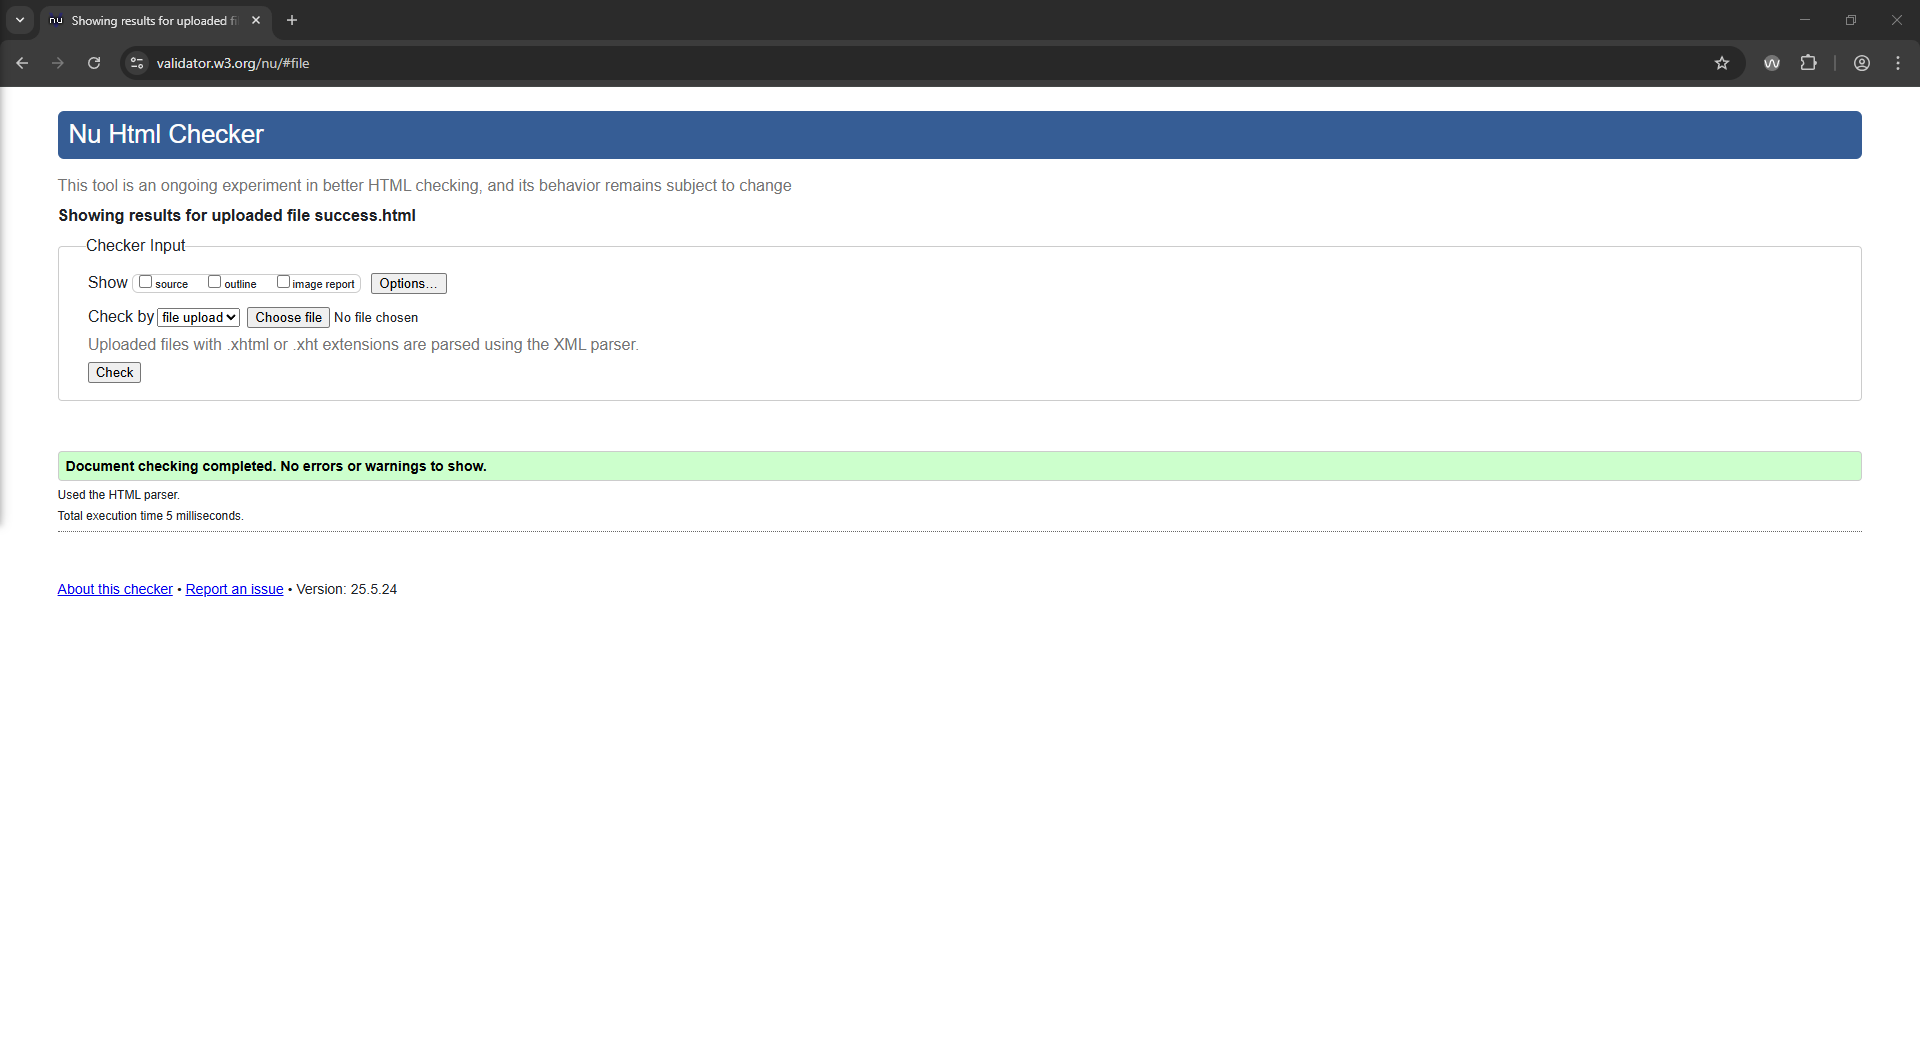 nu Showing results for uploaded fi
validator.w3.org/nu/#file
Nu Html Checker
This tool is an ongoing experiment in better HTML checking, and its behavior remains subject to change
Showing results for uploaded file success.html
Checker Input
Show source outline image report Options...
Check by file upload Choose file No file chosen
Uploaded files with .xhtml or .xht extensions are parsed using the XML parser.
Check
Document checking completed. No errors or warnings to show.
Used the HTML parser.
Total execution time 5 milliseconds.
About this checker • Report an issue • Version: 25.5.24